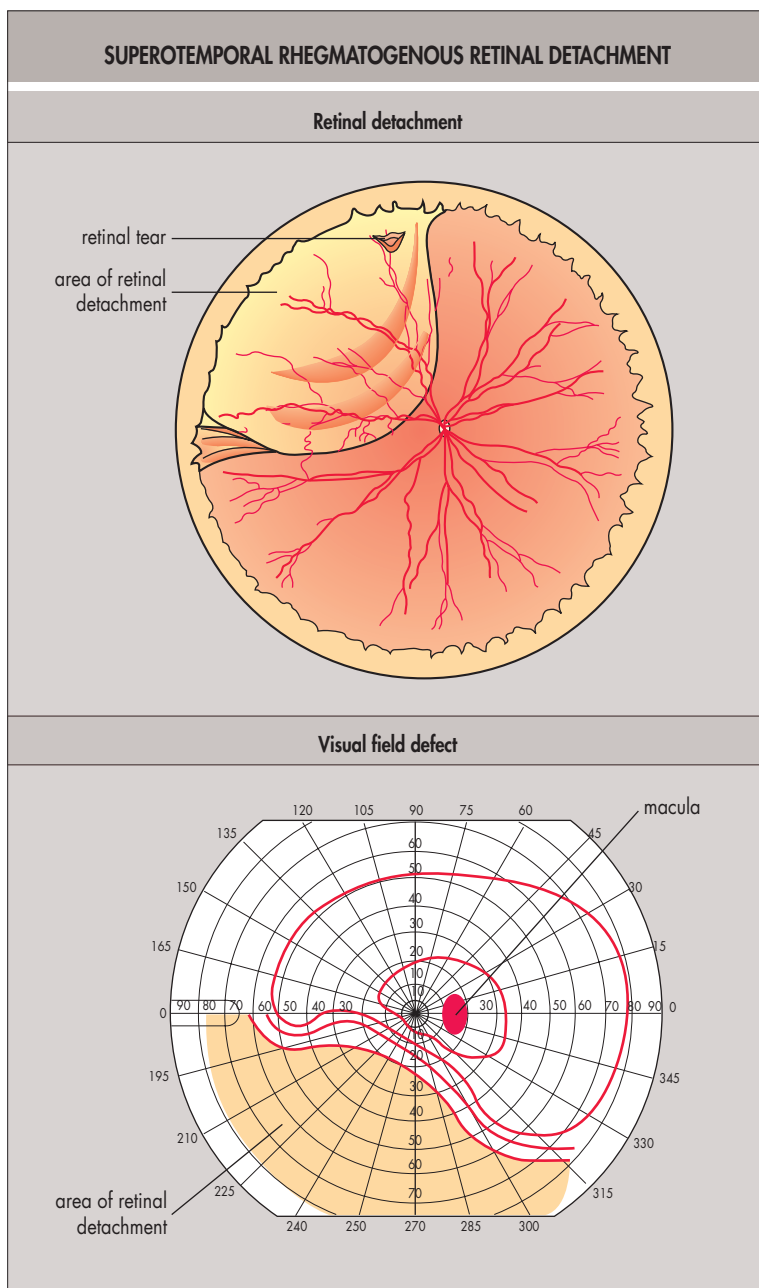 SUPEROTEMPORAL RHEGMATOGENOUS RETINAL DETACHMENT
Retinal detachment
retinal tear
area of retinal
detachment
Visual field defect
macula
120 105 90 75 60
135 45
60
150 50 30
40
165 30 15
20
10
90 80 70 60 50 40 30 30 40 50 60 70 80 90 0
0
10
20
195 30 345
40
210 50 330
60
225 70 315
area of retinal
detachment
240 250 270 285 300